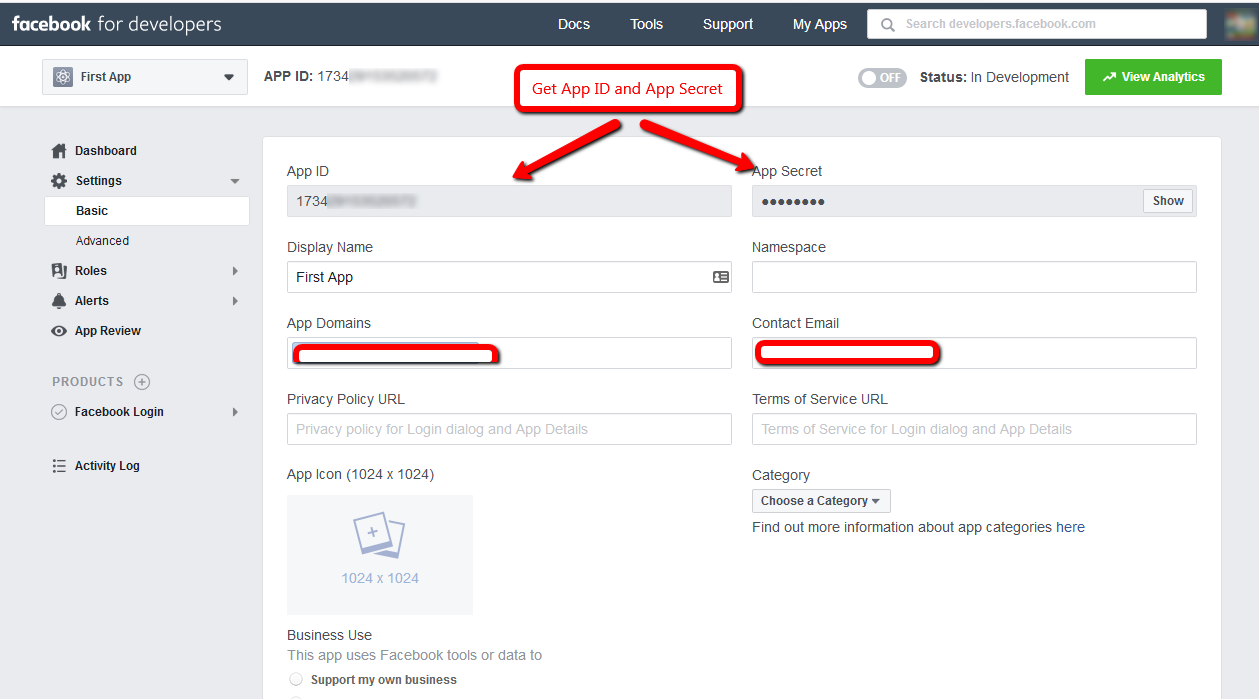 facebook for developers
Docs
Tools
Support
My Apps
Search developers.facebook.com
First App
APP ID: 1734
Get App ID and App Secret
OFF
Status: In Development
View Analytics
Dashboard
Settings
Basic
Advanced
Roles
Alerts
App Review
PRODUCTS
Facebook Login
Activity Log
App ID
1734
App Secret
●●●●●●●●
Show
Display Name
First App
Namespace
App Domains
Contact Email
Privacy Policy URL
Privacy policy for Login dialog and App Details
Terms of Service URL
Terms of Service for Login dialog and App Details
App Icon (1024 x 1024)
1024 x 1024
Category
Choose a Category
Find out more information about app categories here
Business Use
This app uses Facebook tools or data to
Support my own business